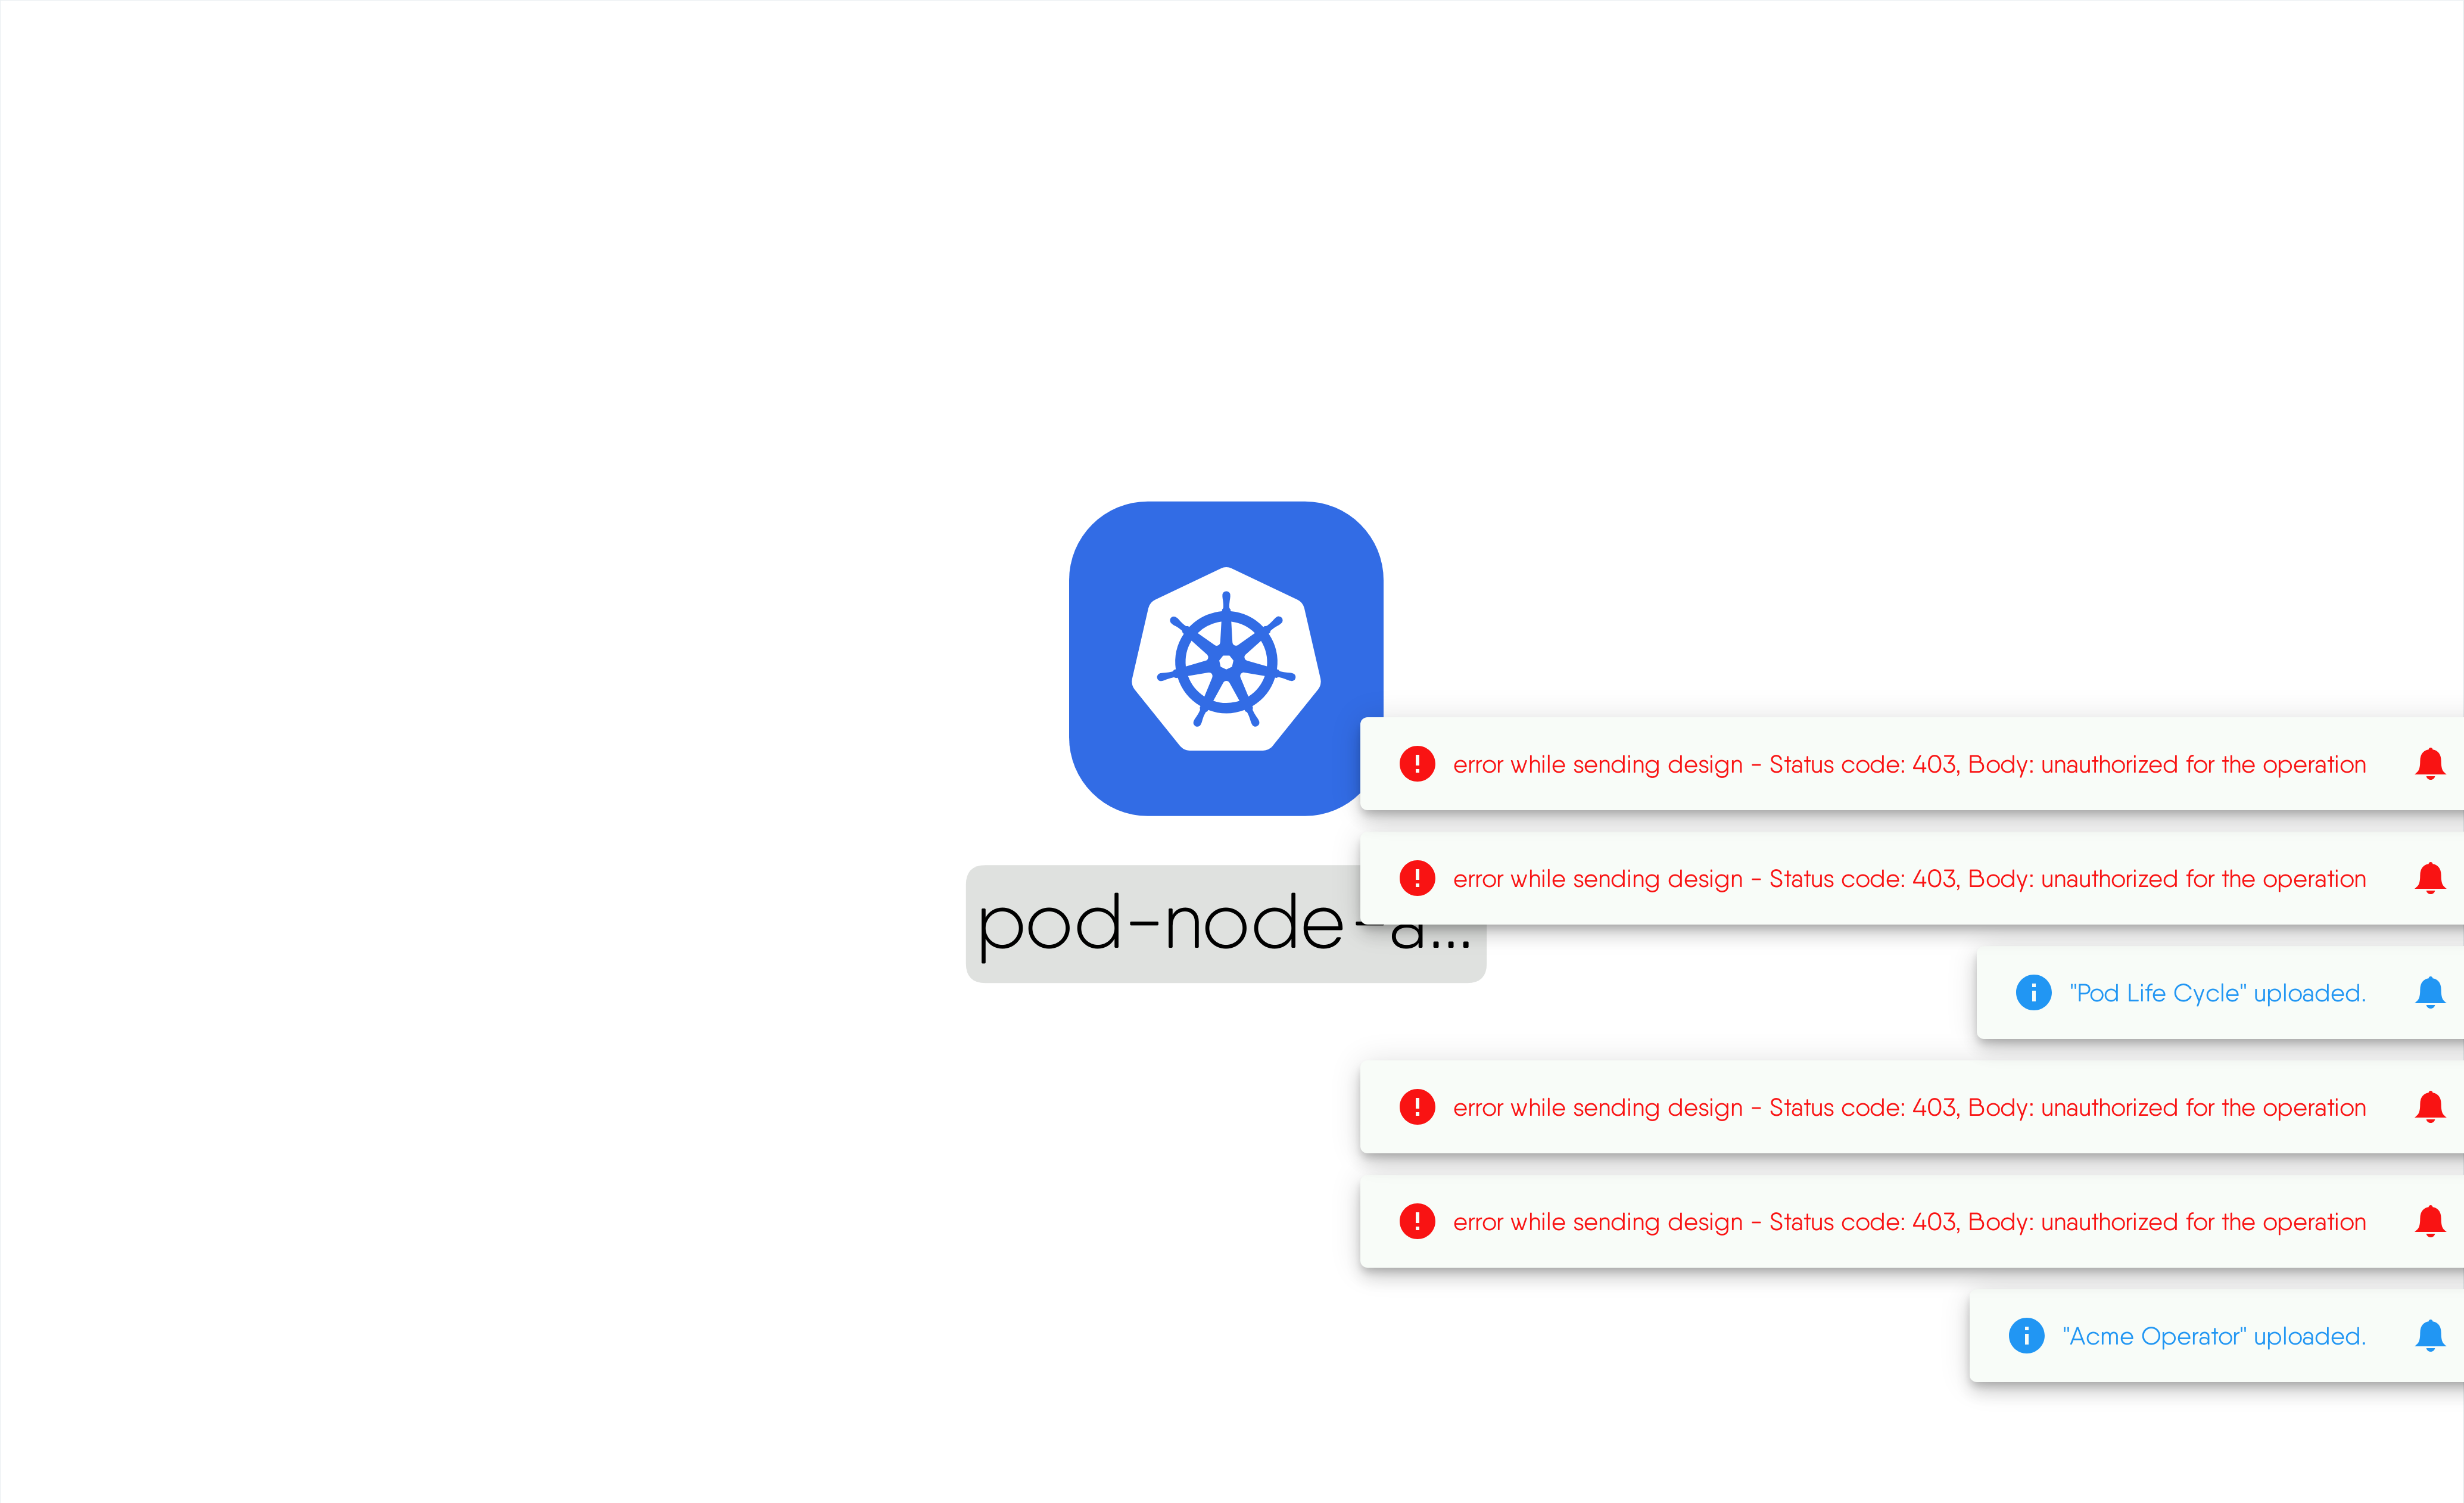 error while sending design - Status code: 403, Body: unauthorized for the operation
error while sending design - Status code: 403, Body: unauthorized for the operation
pod-node-a...
"Pod Life Cycle" uploaded.
error while sending design - Status code: 403, Body: unauthorized for the operation
error while sending design - Status code: 403, Body: unauthorized for the operation
"Acme Operator" uploaded.